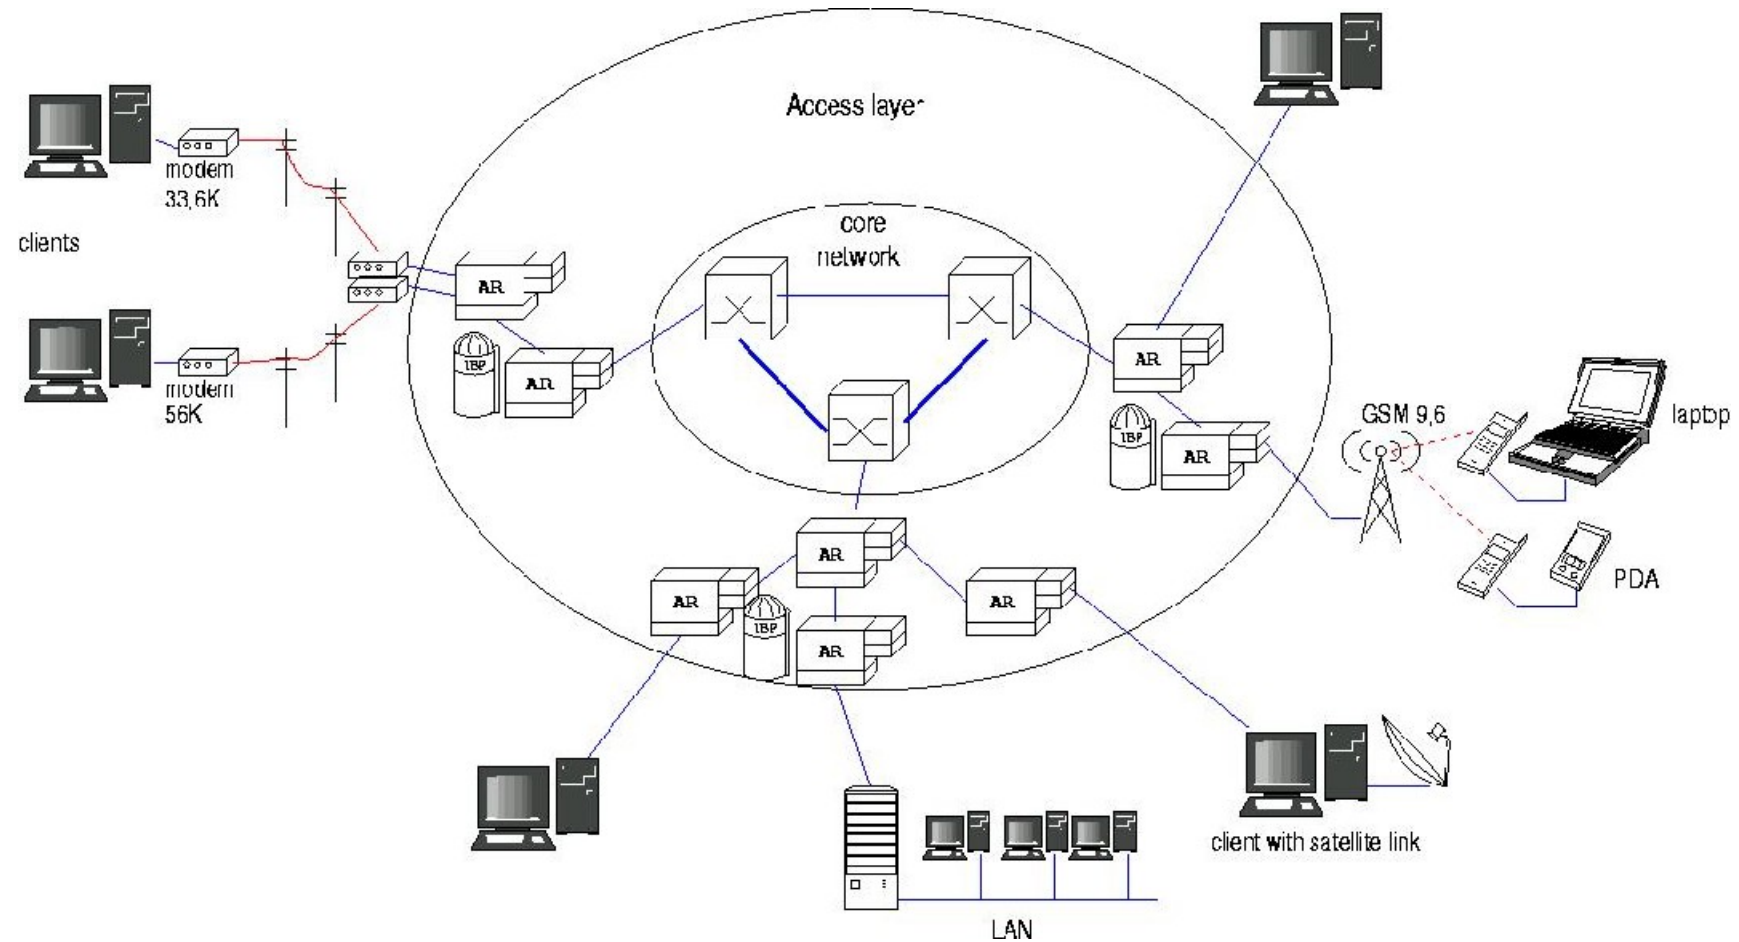 Access layer
modem
33,6K
clients
core
network
AR
AR
IBP
modem
56K
AR
GSM 9,6
laptop
IBP
AR
AR
AR
AR
PDA
IBP
AR
client with satellite link
LAN